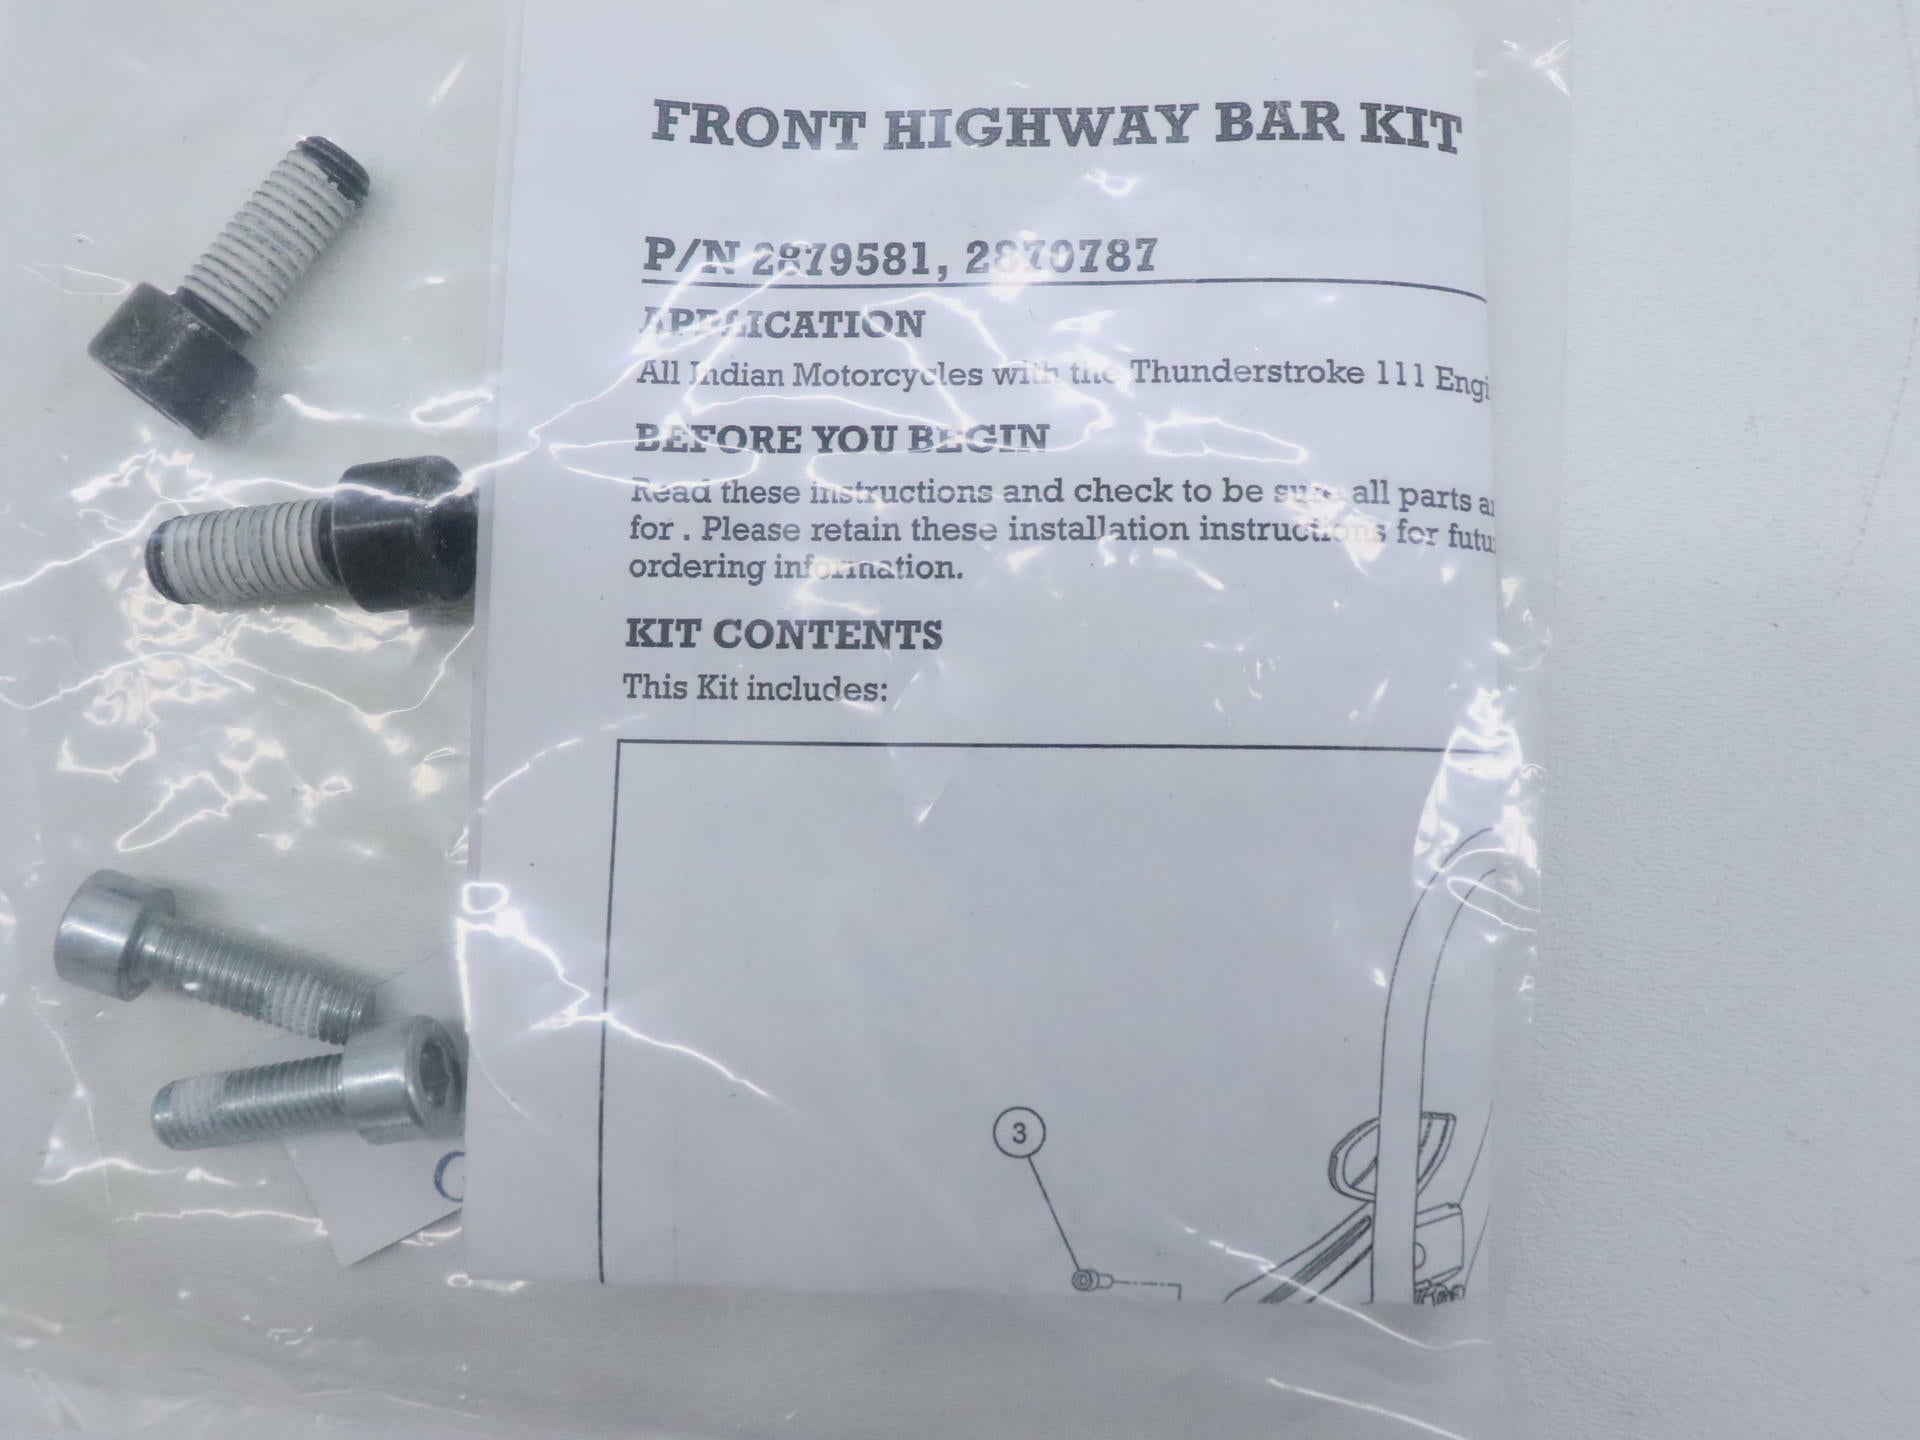 FRONT HIGHWAY BAR KIT
P/N 2879581, 2870787
APPLICATION
All Indian Motorcycles with the Thunderstroke 111 Engi
BEFORE YOU BEGIN
Read these instructions and check to be sure all parts a
for . Please retain these installation instructions for futu
ordering information.
KIT CONTENTS
This Kit includes:
3